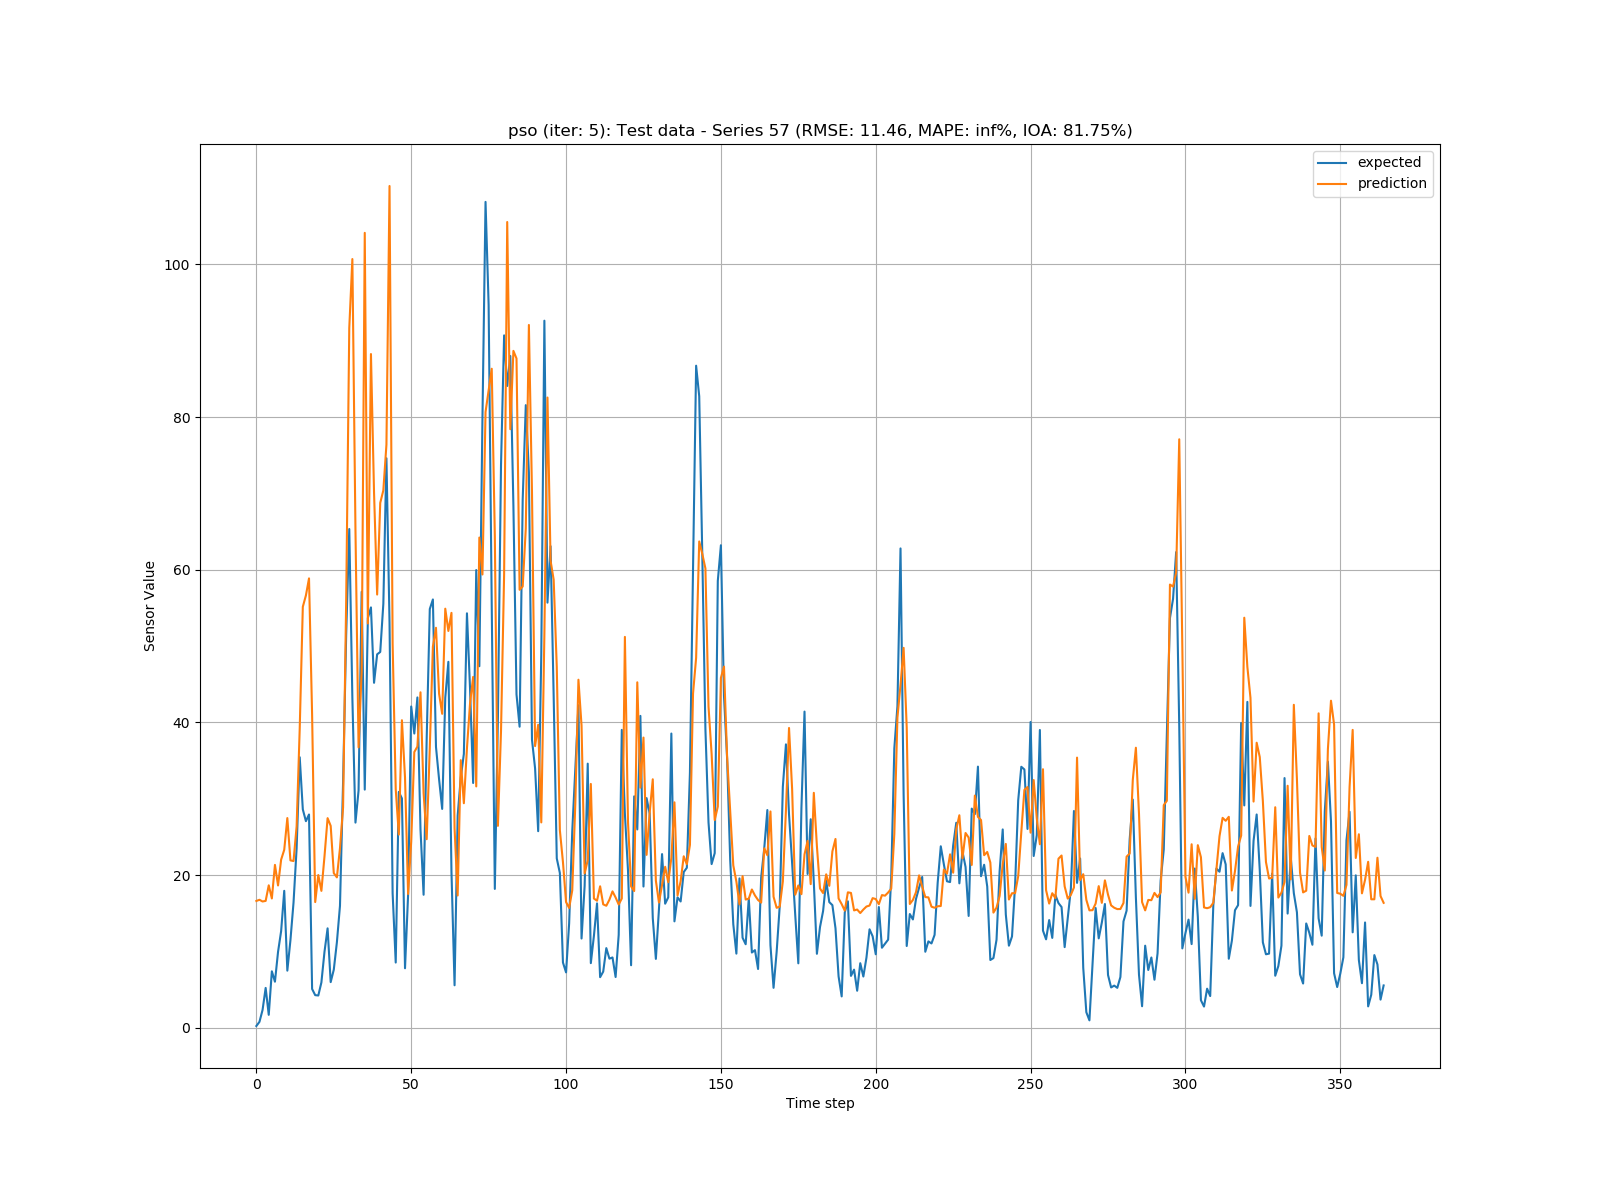 pso (iter: 5): Test data - Series 57 (RMSE: 11.46, MAPE: inf%, IOA: 81.75%)
expected
prediction
100
80
60
40
20
0
Sensor Value
0 50 100 150 200 250 300 350
Time step